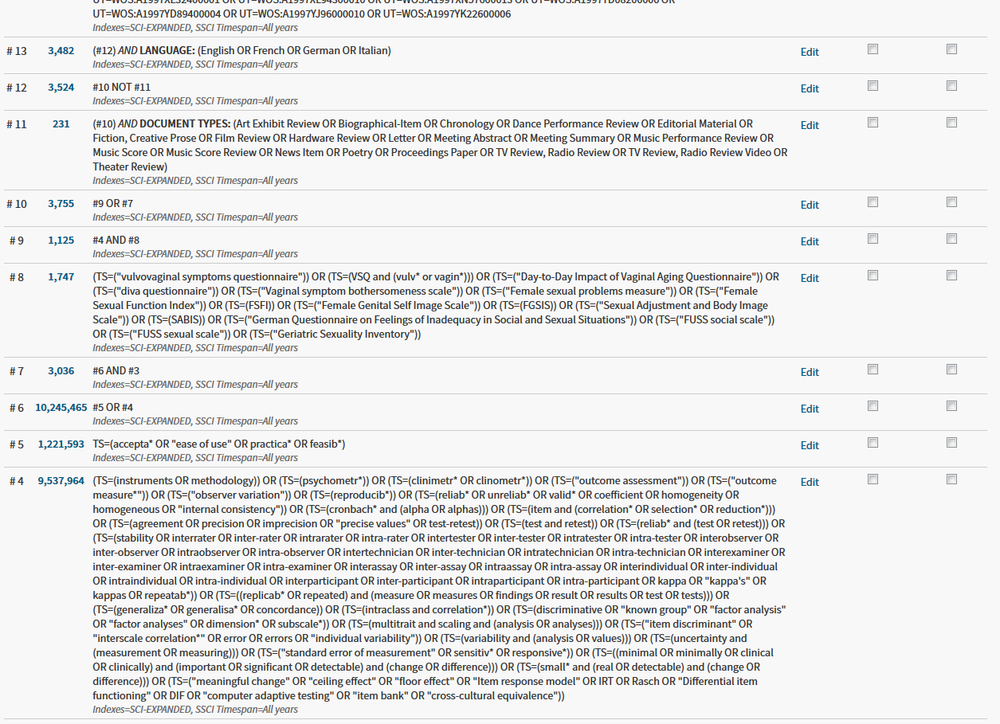 UT=WOS:A1997YD89400004 OR UT=WOS:A1997YJ96000010 OR UT=WOS:A1997YK22600006
Indexes=SCI-EXPANDED, SSCI Timespan=All years
# 13 3,482 (#12) AND LANGUAGE: (English OR French OR German OR Italian) Edit
Indexes=SCI-EXPANDED, SSCI Timespan=All years
# 12 3,524 #10 NOT #11 Edit
Indexes=SCI-EXPANDED, SSCI Timespan=All years
# 11 231 (#10) AND DOCUMENT TYPES: (Art Exhibit Review OR Biographical-Item OR Chronology OR Dance Performance Review OR Editorial Material OR Edit
Fiction, Creative Prose OR Film Review OR Hardware Review OR Letter OR Meeting Abstract OR Meeting Summary OR Music Performance Review OR
Music Score OR Music Score Review OR News Item OR Poetry OR Proceedings Paper OR TV Review, Radio Review OR TV Review, Radio Review Video OR
Theater Review)
Indexes=SCI-EXPANDED, SSCI Timespan=All years
# 10 3,755 #9 OR #7 Edit
Indexes=SCI-EXPANDED, SSCI Timespan=All years
# 9 1,125 #4 AND #8 Edit
Indexes=SCI-EXPANDED, SSCI Timespan=All years
# 8 1,747 (TS=("vulvovaginal symptoms questionnaire")) OR (TS=(VSQ and (vulv* or vagin*))) OR (TS=("Day-to-Day Impact of Vaginal Aging Questionnaire")) OR Edit
(TS=("diva questionnaire")) OR (TS=("Vaginal symptom bothersomeness scale")) OR (TS=("Female sexual problems measure")) OR (TS=("Female
Sexual Function Index")) OR (TS=(FSFI)) OR (TS=("Female Genital Self Image Scale")) OR (TS=(FGSIS)) OR (TS=("Sexual Adjustment and Body Image
Scale")) OR (TS=(SABIS)) OR (TS=("German Questionnaire on Feelings of Inadequacy in Social and Sexual Situations")) OR (TS=("FUSS social scale"))
OR (TS=("FUSS sexual scale")) OR (TS=("Geriatric Sexuality Inventory"))
Indexes=SCI-EXPANDED, SSCI Timespan=All years
# 7 3,036 #6 AND #3 Edit
Indexes=SCI-EXPANDED, SSCI Timespan=All years
# 6 10,245,465 #5 OR #4 Edit
Indexes=SCI-EXPANDED, SSCI Timespan=All years
# 5 1,221,593 TS=(accepta* OR "ease of use" OR practica* OR feasib*) Edit
Indexes=SCI-EXPANDED, SSCI Timespan=All years
# 4 9,537,964 (TS=(instruments OR methodology)) OR (TS=(psychometr*)) OR (TS=(clinimetr* OR clinometr*)) OR (TS=("outcome assessment")) OR (TS=("outcome Edit
measure*")) OR (TS=("observer variation")) OR (TS=(reproducib*)) OR (TS=(reliab* OR unreliab* OR valid* OR coefficient OR homogeneity OR
homogeneous OR "internal consistency")) OR (TS=(cronbach* and (alpha OR alphas))) OR (TS=(item and (correlation* OR selection* OR reduction*)))
OR (TS=(agreement OR precision OR imprecision OR "precise values" OR test-retest)) OR (TS=(test and retest)) OR (TS=(reliab* and (test OR retest))) OR
(TS=(stability OR interrater OR inter-rater OR intrarater OR intra-rater OR intertester OR inter-tester OR intratester OR intra-tester OR interobserver OR
inter-observer OR intraobserver OR intra-observer OR intertechnician OR inter-technician OR intratechnician OR intra-technician OR interexaminer OR
inter-examiner OR intraexaminer OR intra-examiner OR interassay OR inter-assay OR intraassay OR intra-assay OR interindividual OR inter-individual
OR intraindividual OR intra-individual OR interparticipant OR inter-participant OR intraparticipant OR intra-participant OR kappa OR "kappa's" OR
kappas OR repeatab*)) OR (TS=((replicab* OR repeated) and (measure OR measures OR findings OR result OR results OR test OR tests))) OR
(TS=(generaliza* OR generalisa* OR concordance)) OR (TS=(intraclass and correlation*)) OR (TS=(discriminative OR "known group" OR "factor analysis"
OR "factor analyses" OR dimension* OR subscale*)) OR (TS=(multitrait and scaling and (analysis OR analyses))) OR (TS=("item discriminant" OR
"interscale correlation*" OR error OR errors OR "individual variability")) OR (TS=(variability and (analysis OR values))) OR (TS=(uncertainty and
(measurement OR measuring))) OR (TS=("standard error of measurement" OR sensitiv* OR responsive*)) OR (TS=((minimal OR minimally OR clinical
OR clinically) and (important OR significant OR detectable) and (change OR difference))) OR (TS=(small* and (real OR detectable) and (change OR
difference))) OR (TS=("meaningful change" OR "ceiling effect" OR "floor effect" OR "Item response model" OR IRT OR Rasch OR "Differential item
functioning" OR DIF OR "computer adaptive testing" OR "item bank" OR "cross-cultural equivalence"))
Indexes=SCI-EXPANDED, SSCI Timespan=All years